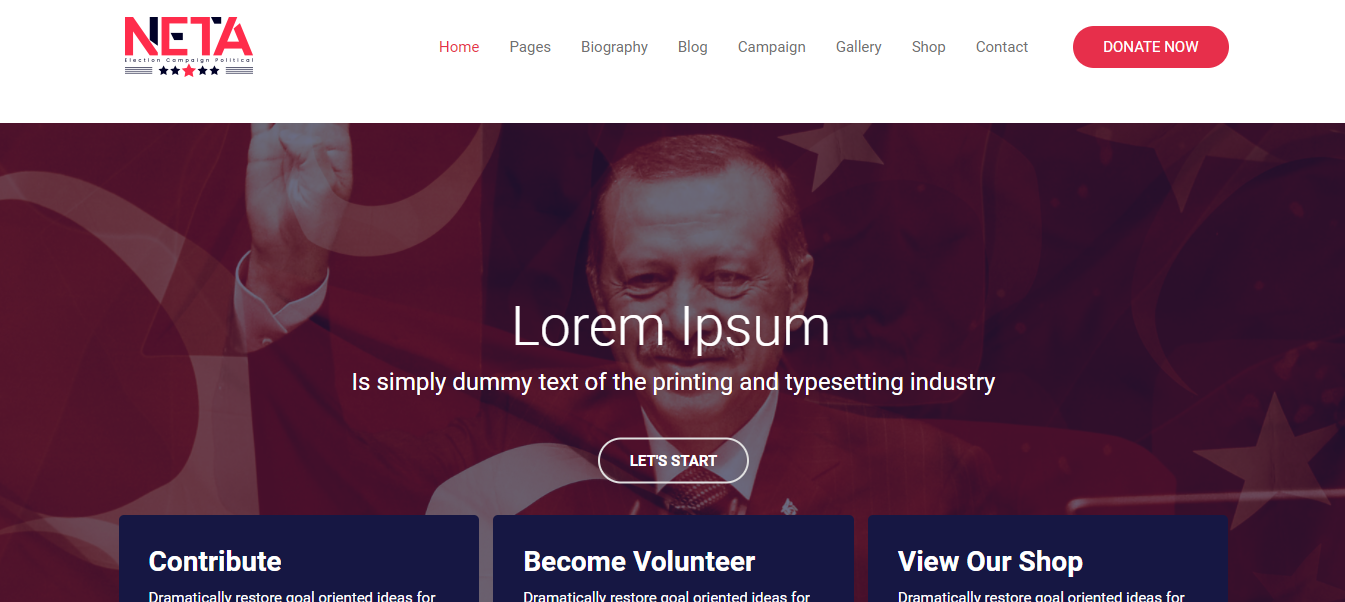 NETA
Election Campaign Political
Home Pages Biography Blog Campaign Gallery Shop Contact DONATE NOW
Lorem Ipsum
Is simply dummy text of the printing and typesetting industry
LET'S START
Contribute Become Volunteer View Our Shop
Dramatically restore goal oriented ideas for Dramatically restore goal oriented ideas for Dramatically restore goal oriented ideas for